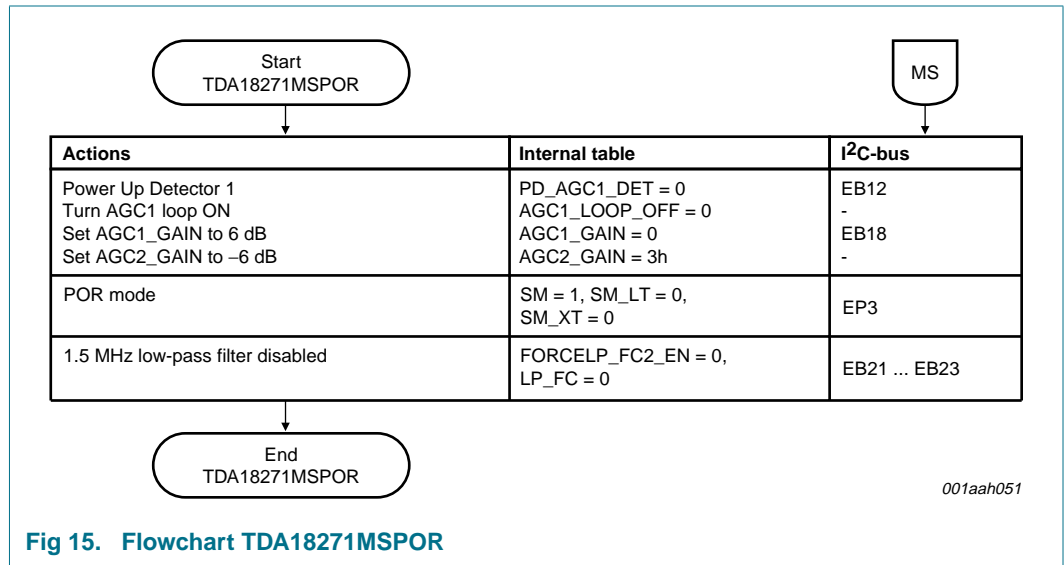 Start
TDA18271MSPOR
MS
Actions Internal table I2C-bus
Power Up Detector 1 PD_AGC1_DET = 0 EB12
Turn AGC1 loop ON AGC1_LOOP_OFF = 0 -
Set AGC1_GAIN to 6 dB AGC1_GAIN = 0 EB18
Set AGC2_GAIN to −6 dB AGC2_GAIN = 3h -
POR mode SM = 1, SM_LT = 0,
SM_XT = 0
EP3
1.5 MHz low-pass filter disabled FORCELP_FC2_EN = 0,
LP_FC = 0
EB21 ... EB23
End
TDA18271MSPOR
001aah051
Fig 15. Flowchart TDA18271MSPOR